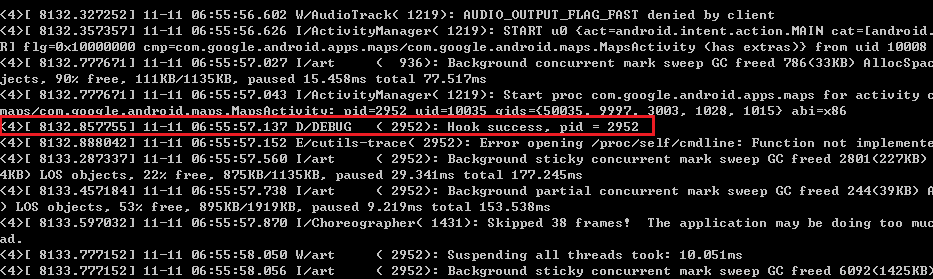 <4>[ 8132.327252] 11-11 06:55:56.602 W/AudioTrack( 1219): AUDIO_OUTPUT_FLAG_FAST denied by client
<4>[ 8132.357357] 11-11 06:55:56.626 I/ActivityManager( 1219): START u0 {act=android.intent.action.MAIN cat=[android.
R] flg=0x10000000 cmp=com.google.android.apps.maps/com.google.android.maps.MapsActivity (has extras)} from uid 10008
<4>[ 8132.777671] 11-11 06:55:57.027 I/art     (  936): Background concurrent mark sweep GC freed 786(33KB) AllocSpac
jects, 90% free, 111KB/1135KB, paused 15.458ms total 77.517ms
<4>[ 8132.777671] 11-11 06:55:57.043 I/ActivityManager( 1219): Start proc com.google.android.apps.maps for activity c
maps/com.google.android.maps.MapsActivity: pid=2952 uid=10035 gids={50035, 9997, 3003, 1028, 1015} abi=x86
<4>[ 8132.857755] 11-11 06:55:57.137 D/DEBUG   ( 2952): Hook success, pid = 2952
<4>[ 8132.888042] 11-11 06:55:57.152 E/cutils-trace( 2952): Error opening /proc/self/cmdline: Function not implemente
<4>[ 8133.287337] 11-11 06:55:57.560 I/art     ( 2952): Background sticky concurrent mark sweep GC freed 2801(227KB)
4KB) LOS objects, 22% free, 875KB/1135KB, paused 29.341ms total 177.245ms
<4>[ 8133.457184] 11-11 06:55:57.738 I/art     ( 2952): Background partial concurrent mark sweep GC freed 244(39KB) A
) LOS objects, 53% free, 895KB/1919KB, paused 9.219ms total 153.538ms
<4>[ 8133.597032] 11-11 06:55:57.870 I/Choreographer( 1431): Skipped 38 frames!  The application may be doing too muc
ad.
<4>[ 8133.777152] 11-11 06:55:58.050 W/art     ( 2952): Suspending all threads took: 10.051ms
<4>[ 8133.777152] 11-11 06:55:58.060 I/art     ( 2952): Background sticky concurrent mark sweep GC freed 6092(1425KB)